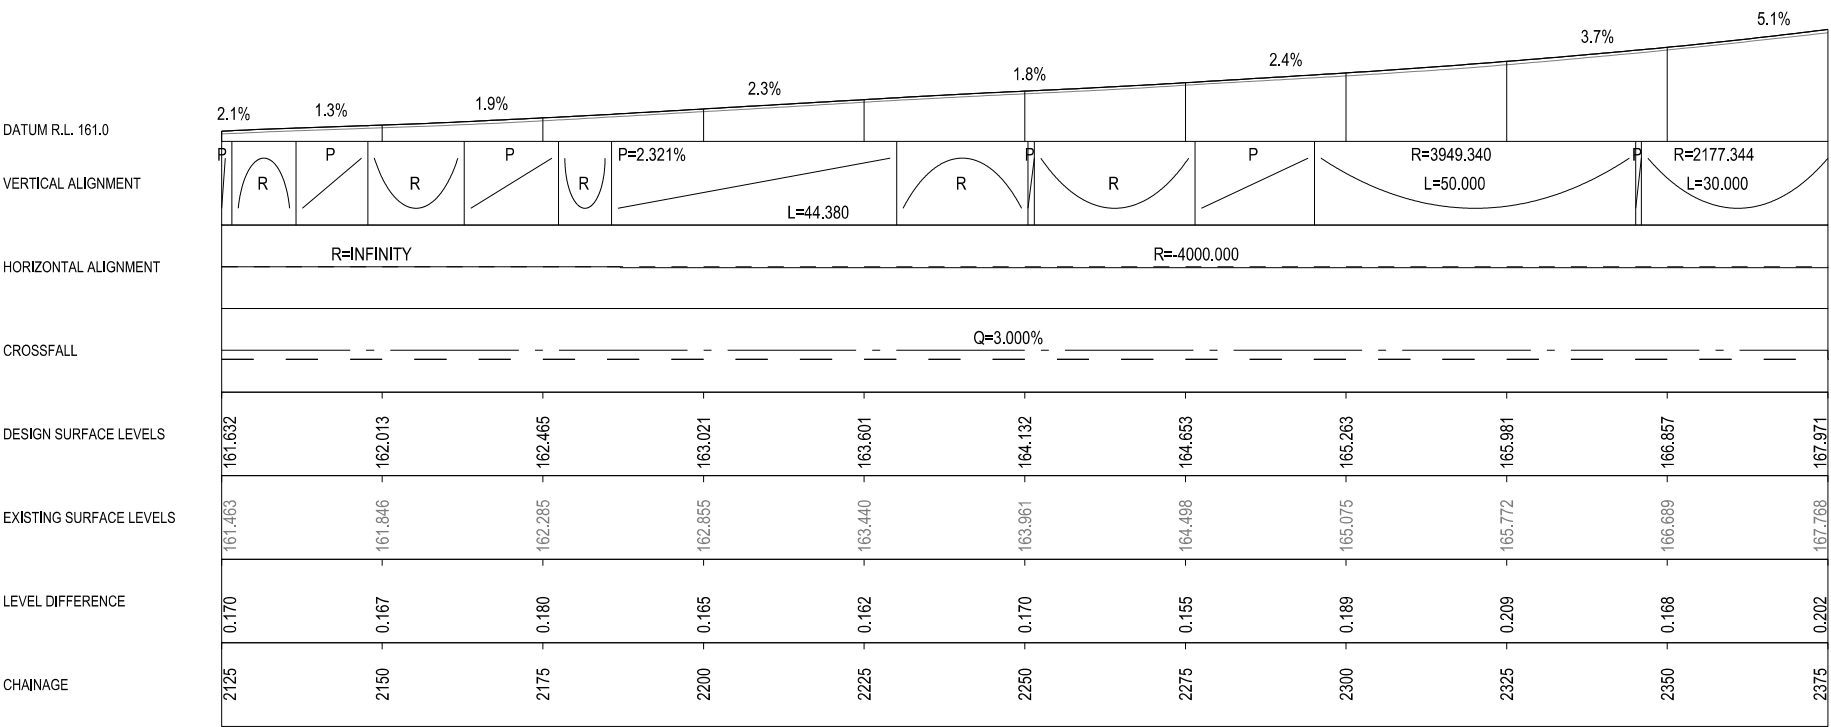 2.1% 1.3% 1.9% 2.3% 1.8% 2.4% 3.7% 5.1%
DATUM R.L. 161.0
VERTICAL ALIGNMENT
P R P R P R P=2.321% L=44.380 R P R P R=3949.340 L=50.000 P R=2177.344 L=30.000
HORIZONTAL ALIGNMENT
R=INFINITY R=-4000.000
CROSSFALL
Q=3.000%
DESIGN SURFACE LEVELS 161.632 162.013 162.465 163.021 163.601 164.132 164.653 165.263 165.981 166.857 167.971
EXISTING SURFACE LEVELS 161.463 161.846 162.285 162.855 163.440 163.961 164.498 165.075 165.772 166.689 167.768
LEVEL DIFFERENCE 0.170 0.167 0.180 0.165 0.162 0.170 0.155 0.189 0.209 0.168 0.202
CHAINAGE 2125 2150 2175 2200 2225 2250 2275 2300 2325 2350 2375